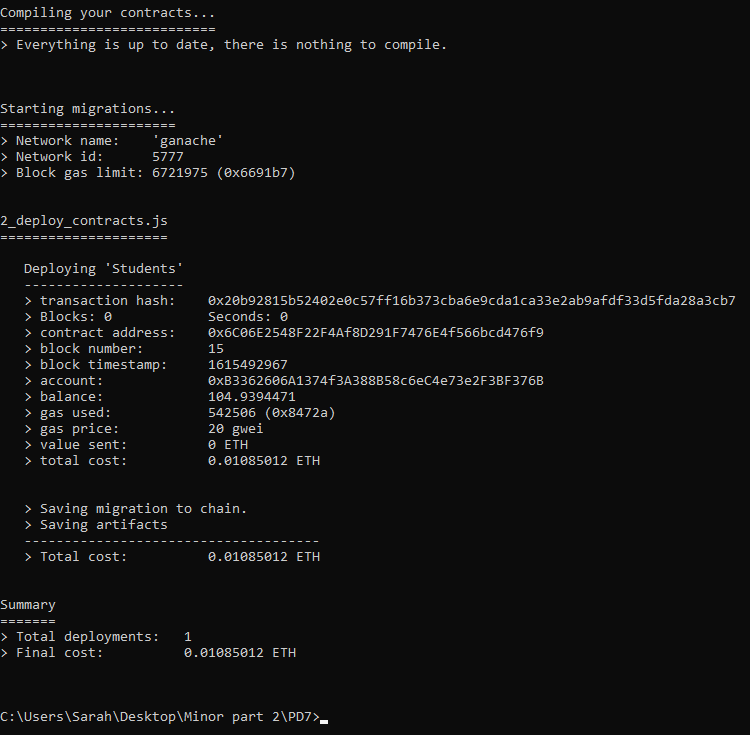 Compiling your contracts...
===========================
> Everything is up to date, there is nothing to compile.
Starting migrations...
======================
> Network name:    'ganache'
> Network id:      5777
> Block gas limit: 6721975 (0x6691b7)
2_deploy_contracts.js
=====================
   Deploying 'Students'
   --------------------
   > transaction hash:    0x20b92815b52402e0c57ff16b373cba6e9cda1ca33e2ab9afdf33d5fda28a3cb7
   > Blocks: 0            Seconds: 0
   > contract address:    0x6C06E2548F22F4Af8D291F7476E4f566bcd476f9
   > block number:        15
   > block timestamp:     1615492967
   > account:             0xB3362606A1374f3A388B58c6eC4e73e2F3BF376B
   > balance:             104.9394471
   > gas used:            542506 (0x8472a)
   > gas price:           20 gwei
   > value sent:          0 ETH
   > total cost:          0.01085012 ETH
   > Saving migration to chain.
   > Saving artifacts
   -------------------------------------
   > Total cost:          0.01085012 ETH
Summary
=======
> Total deployments:   1
> Final cost:          0.01085012 ETH
C:\Users\Sarah\Desktop\Minor part 2\PD7>